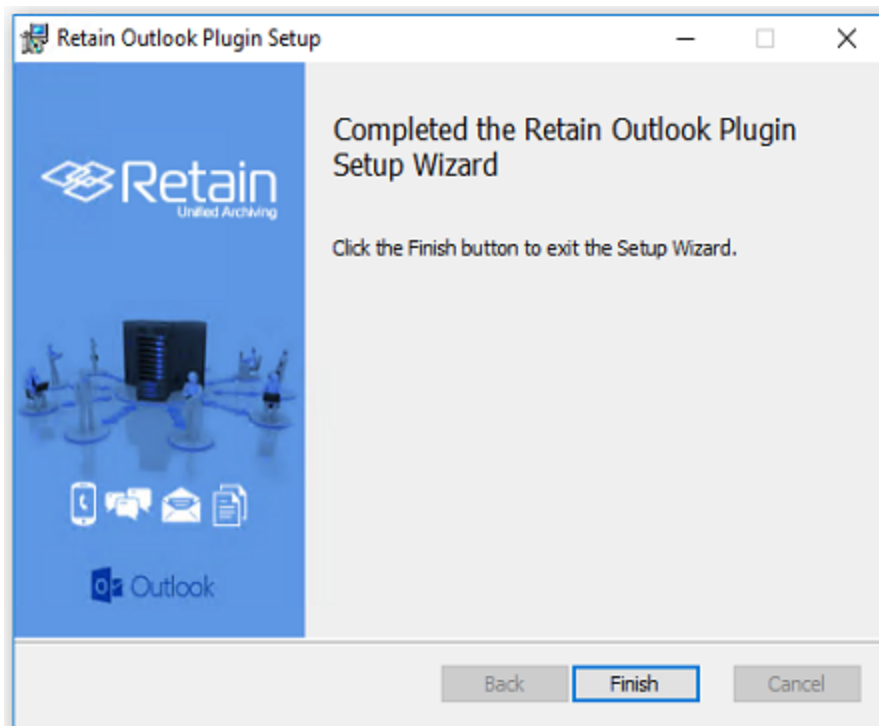 Retain Outlook Plugin Setup
Retain
Unified Archiving
Completed the Retain Outlook Plugin
Setup Wizard
Click the Finish button to exit the Setup Wizard.
Outlook
Back
Finish
Cancel